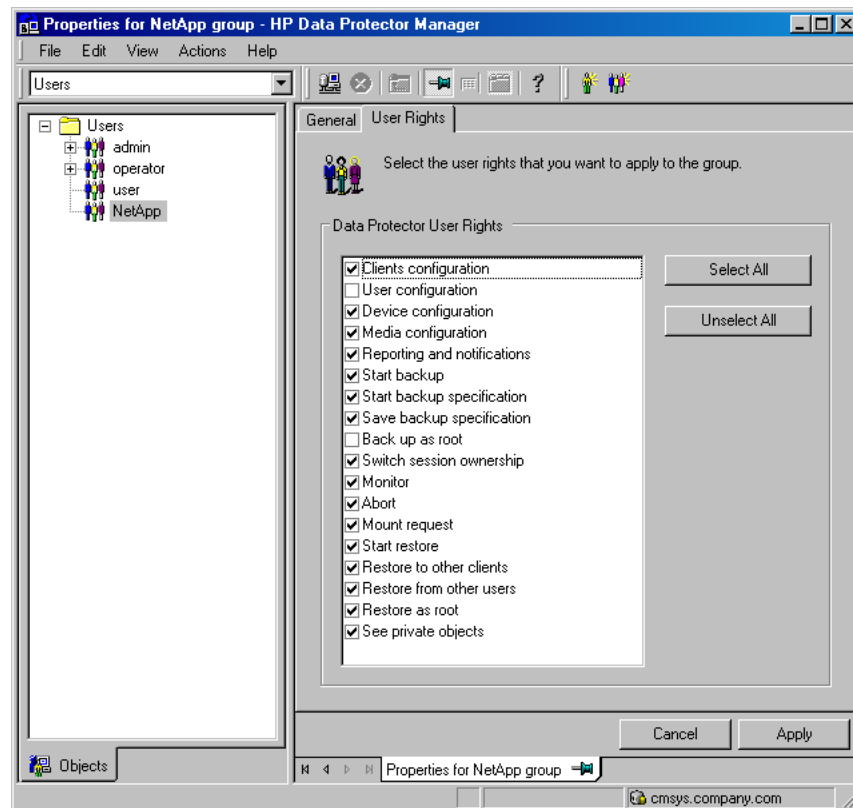 Properties for NetApp group - HP Data Protector Manager
File Edit View Actions Help
Users
Users
admin
operator
user
NetApp
General User Rights
Select the user rights that you want to apply to the group.
Data Protector User Rights
Clients configuration
User configuration
Device configuration
Media configuration
Reporting and notifications
Start backup
Start backup specification
Save backup specification
Back up as root
Switch session ownership
Monitor
Abort
Mount request
Start restore
Restore to other clients
Restore from other users
Restore as root
See private objects
Select All
Unselect All
Cancel Apply
Objects
Properties for NetApp group
cmsys.company.com